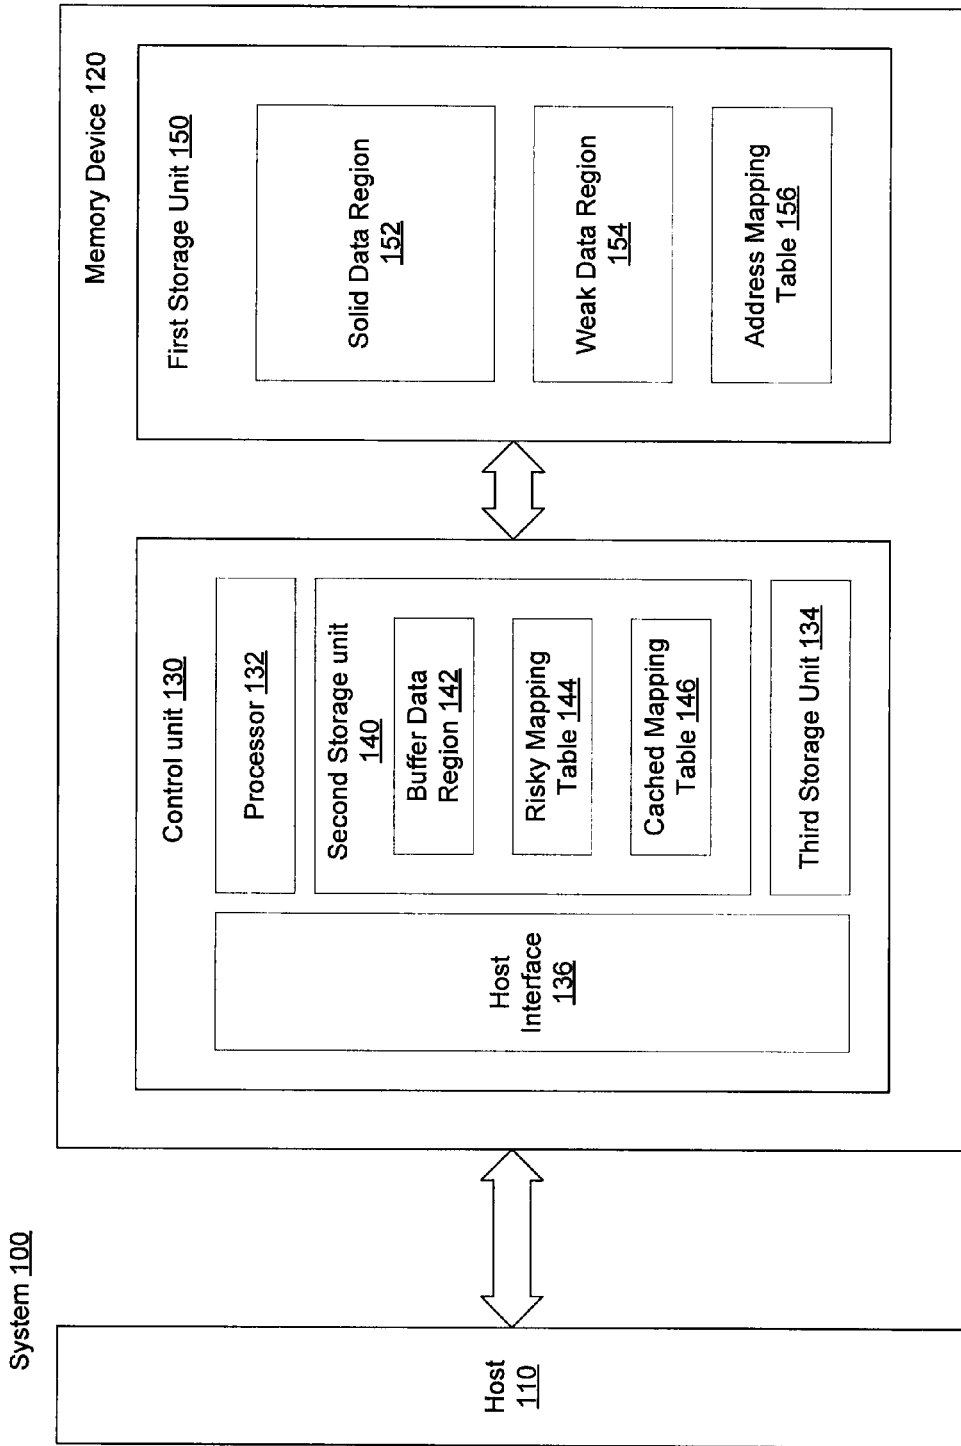 System 100
Host
110
Memory Device 120
Control unit 130
Host
Interface
136
Processor 132
Second Storage unit
140
Buffer Data
Region 142
Risky Mapping
Table 144
Cached Mapping
Table 146
Third Storage Unit 134
First Storage Unit 150
Solid Data Region
152
Weak Data Region
154
Address Mapping
Table 156